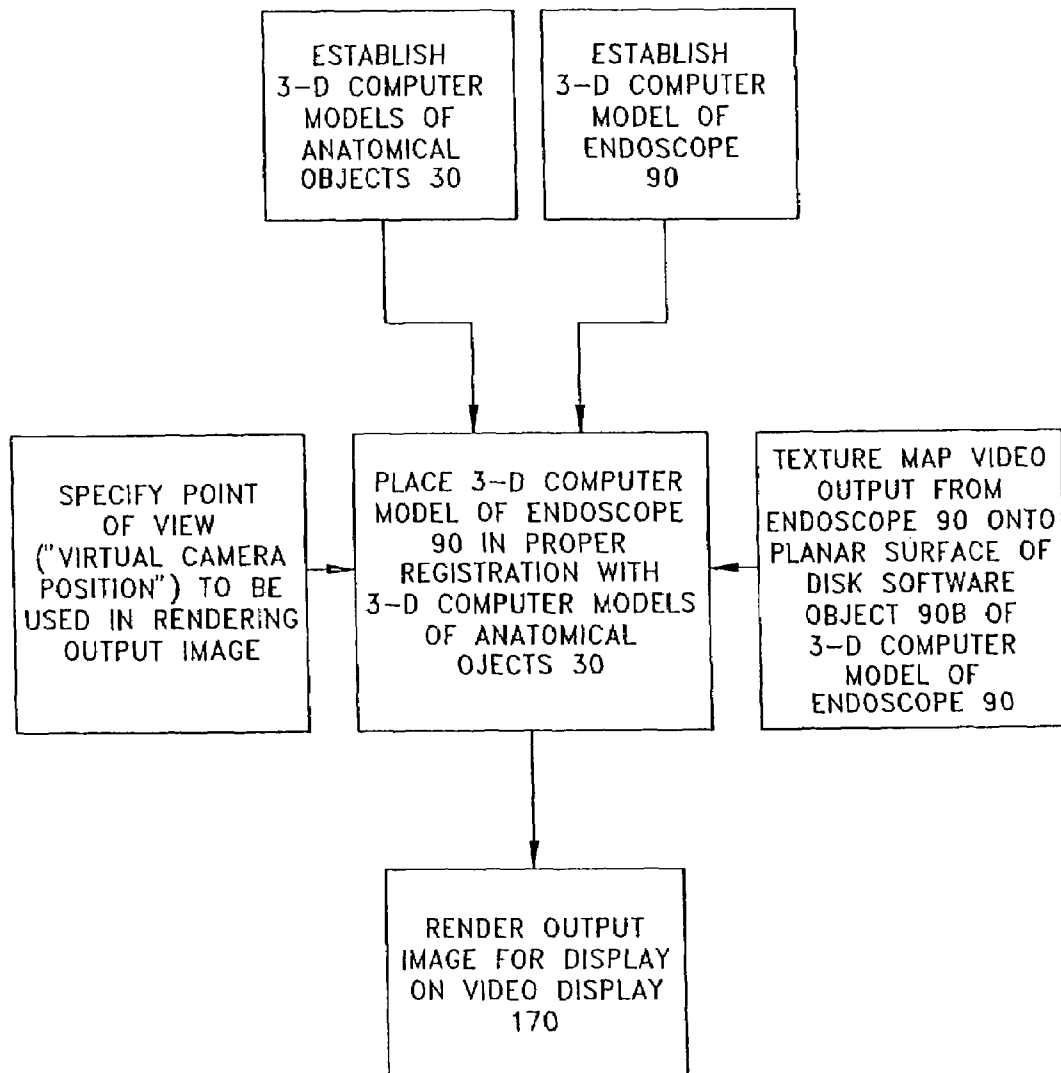 ESTABLISH
3-D COMPUTER
MODELS OF
ANATOMICAL
OBJECTS 30
ESTABLISH
3-D COMPUTER
MODEL OF
ENDOSCOPE
90
SPECIFY POINT
OF VIEW
("VIRTUAL CAMERA
POSITION") TO BE
USED IN RENDERING
OUTPUT IMAGE
PLACE 3-D COMPUTER
MODEL OF ENDOSCOPE
90 IN PROPER
REGISTRATION WITH
3-D COMPUTER MODELS
OF ANATOMICAL
OJECTS 30
TEXTURE MAP VIDEO
OUTPUT FROM
ENDOSCOPE 90 ONTO
PLANAR SURFACE OF
DISK SOFTWARE
OBJECT 90B OF
3-D COMPUTER
MODEL OF
ENDOSCOPE 90
RENDER OUTPUT
IMAGE FOR DISPLAY
ON VIDEO DISPLAY
170